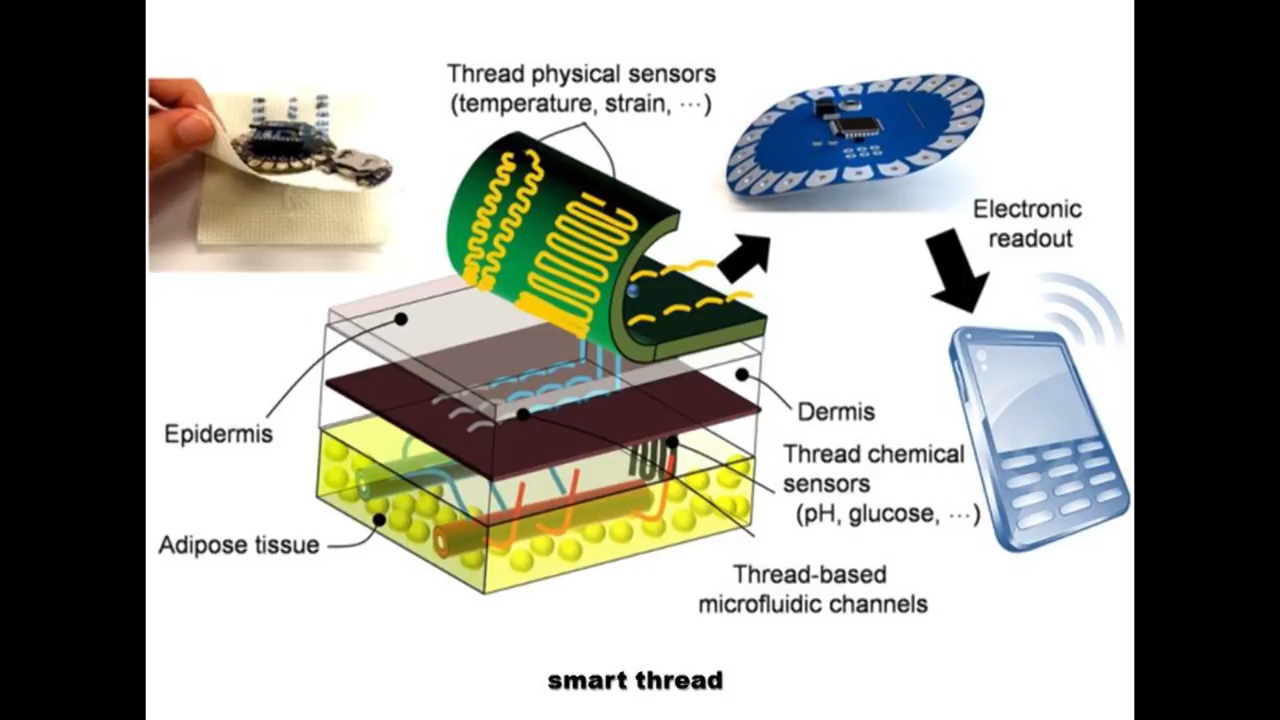 Thread physical sensors
(temperature, strain, ···)
Electronic
readout
Epidermis
Dermis
Thread chemical
sensors
(pH, glucose, ···)
Adipose tissue
Thread-based
microfluidic channels
smart thread